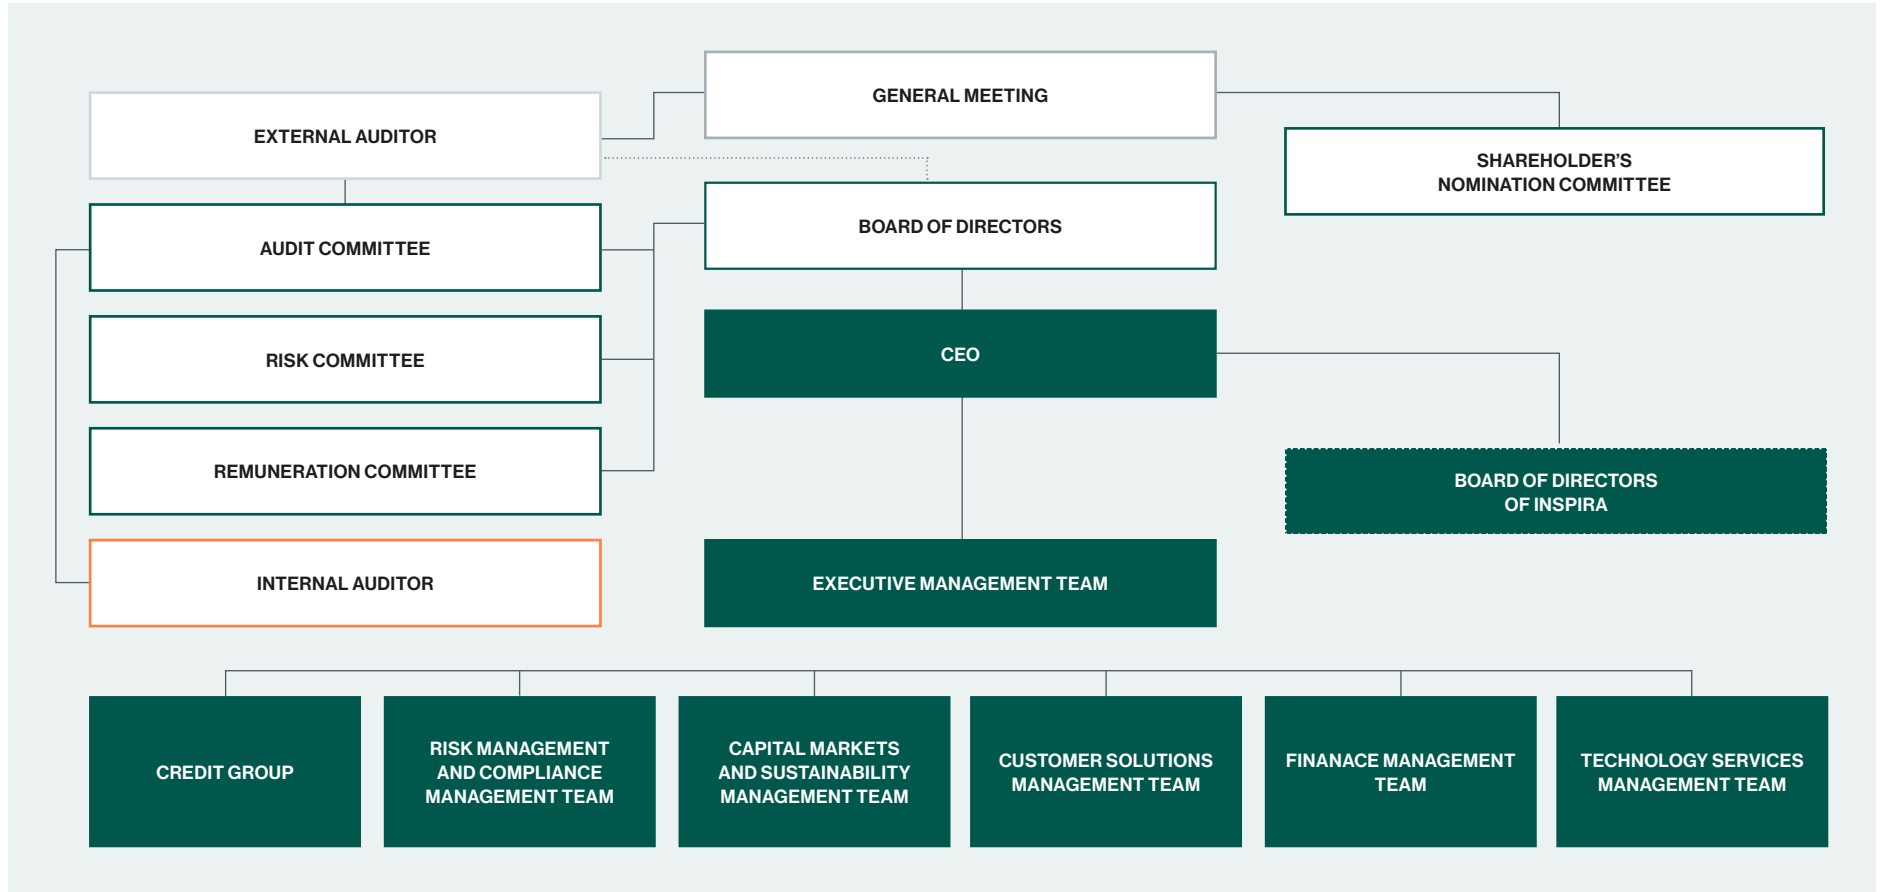 GENERAL MEETING
EXTERNAL AUDITOR
SHAREHOLDER’S
NOMINATION COMMITTEE
BOARD OF DIRECTORS
AUDIT COMMITTEE
CEO
RISK COMMITTEE
REMUNERATION COMMITTEE
BOARD OF DIRECTORS
OF INSPIRA
INTERNAL AUDITOR
EXECUTIVE MANAGEMENT TEAM
CREDIT GROUP
RISK MANAGEMENT
AND COMPLIANCE
MANAGEMENT TEAM
CAPITAL MARKETS
AND SUSTAINABILITY
MANAGEMENT TEAM
CUSTOMER SOLUTIONS
MANAGEMENT TEAM
FINANACE MANAGEMENT
TEAM
TECHNOLOGY SERVICES
MANAGEMENT TEAM